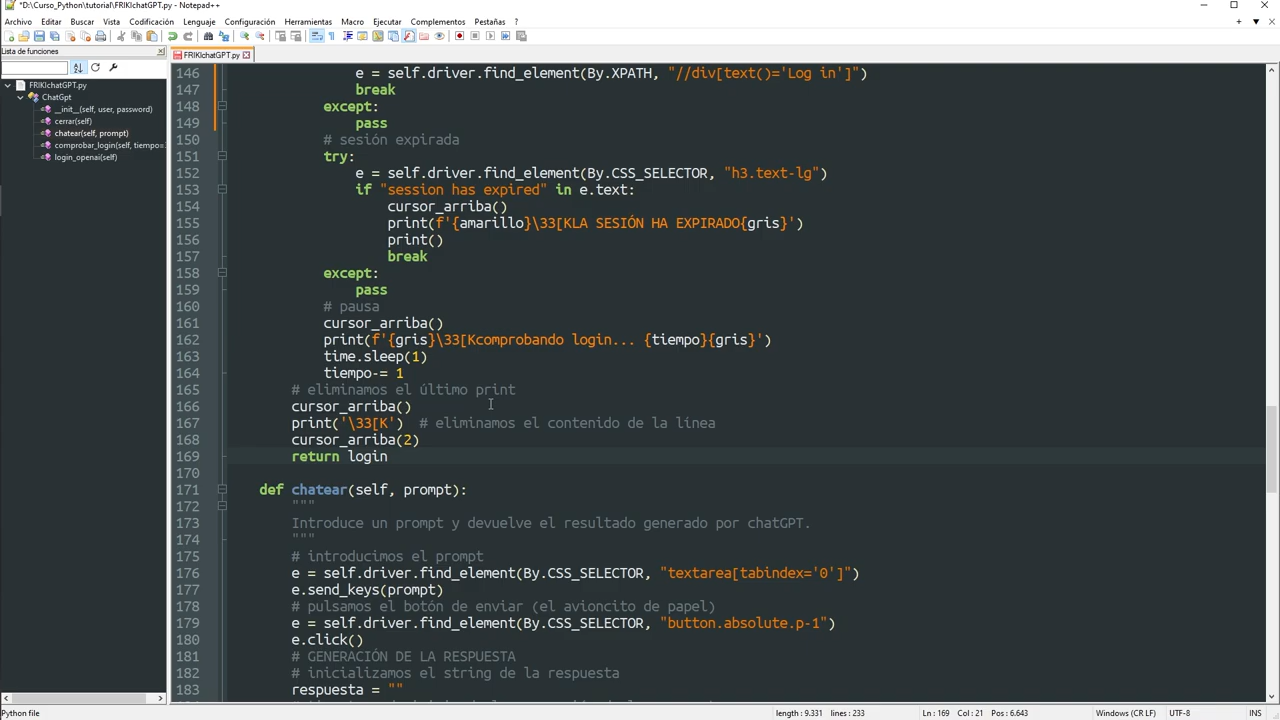 *D:\Curso_Python\tutorial\FRIKIchatGPT.py - Notepad++
Archivo Editar Buscar Vista Codificación Lenguaje Configuración Herramientas Macro Ejecutar Complementos Pestañas ?
Lista de funciones
FRIKIchatGPT.py
FRIKIchatGPT.py
ChatGpt
__init__(self, user, password)
cerrar(self)
chatear(self, prompt)
comprobar_login(self, tiempo=
login_openai(self)
146 e = self.driver.find_element(By.XPATH, "//div[text()='Log in']")
147 break
148 except:
149 pass
150 # sesión expirada
151 try:
152 e = self.driver.find_element(By.CSS_SELECTOR, "h3.text-lg")
153 if "session has expired" in e.text:
154 cursor_arriba()
155 print(f'{amarillo}\33[KLA SESIÓN HA EXPIRADO{gris}')
156 print()
157 break
158 except:
159 pass
160 # pausa
161 cursor_arriba()
162 print(f'{gris}\33[Kcomprobando login... {tiempo}{gris}')
163 time.sleep(1)
164 tiempo-= 1
165 # eliminamos el último print
166 cursor_arriba()
167 print('\33[K') # eliminamos el contenido de la línea
168 cursor_arriba(2)
169 return login
170
171 def chatear(self, prompt):
172 """
173 Introduce un prompt y devuelve el resultado generado por chatGPT.
174 """
175 # introducimos el prompt
176 e = self.driver.find_element(By.CSS_SELECTOR, "textarea[tabindex='0']")
177 e.send_keys(prompt)
178 # pulsamos el botón de enviar (el avioncito de papel)
179 e = self.driver.find_element(By.CSS_SELECTOR, "button.absolute.p-1")
180 e.click()
181 # GENERACIÓN DE LA RESPUESTA
182 # inicializamos el string de la respuesta
183 respuesta = ""
Python file length : 9.331 lines : 233 Ln : 169 Col : 21 Pos : 6.643 Windows (CR LF) UTF-8 INS